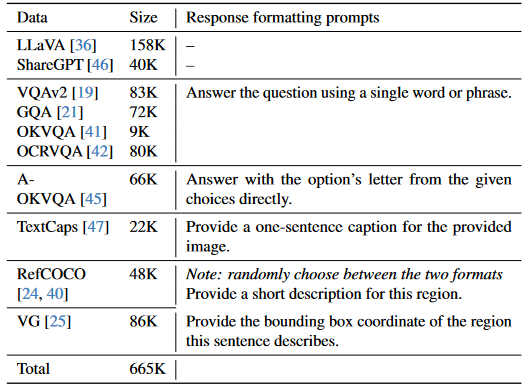 Data Size Response formatting prompts
LLaVA [36] 158K –
ShareGPT [46] 40K –
VQAv2 [19] 83K Answer the question using a single word or phrase.
GQA [21] 72K
OKVQA [41] 9K
OCRVQA [42] 80K
A- 66K Answer with the option's letter from the given
OKVQA [45] choices directly.
TextCaps [47] 22K Provide a one-sentence caption for the provided
image.
RefCOCO 48K Note: randomly choose between the two formats
[24, 40] Provide a short description for this region.
VG [25] 86K Provide the bounding box coordinate of the region
this sentence describes.
Total 665K